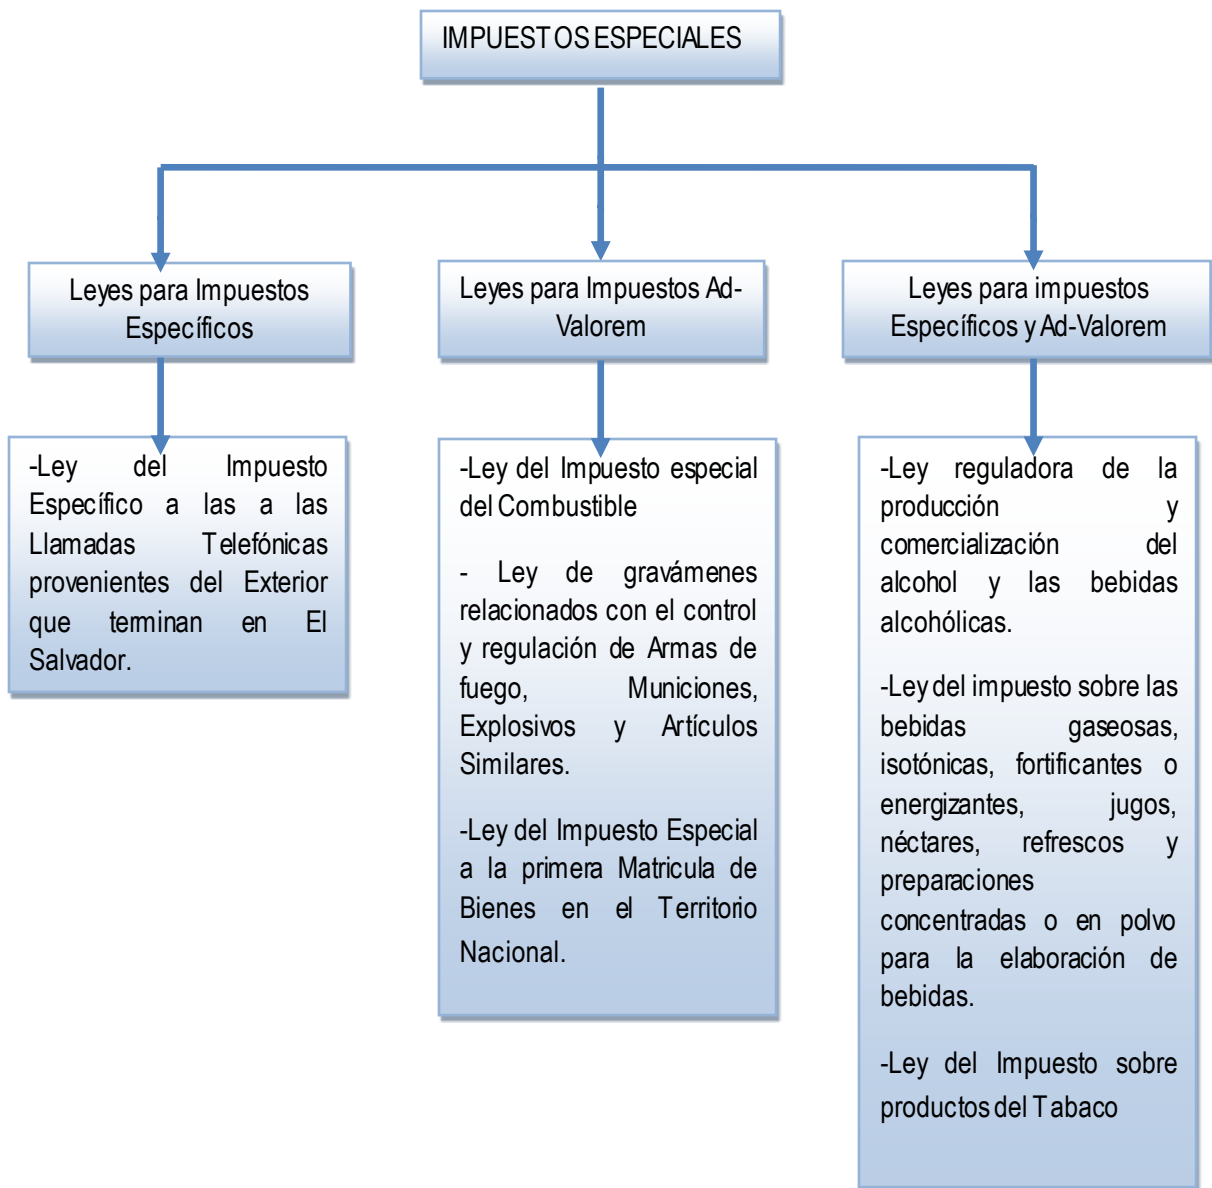 IMPUESTOS ESPECIALES
Leyes para Impuestos
Específicos
Leyes para Impuestos Ad-
Valorem
Leyes para impuestos
Específicos y Ad-Valorem
-Ley del Impuesto
Específico a las a las
Llamadas Telefónicas
provenientes del Exterior
que terminan en El
Salvador.
-Ley del Impuesto especial
del Combustible
- Ley de gravámenes
relacionados con el control
y regulación de Armas de
fuego, Municiones,
Explosivos y Artículos
Similares.
-Ley del Impuesto Especial
a la primera Matricula de
Bienes en el Territorio
Nacional.
-Ley reguladora de la
producción y
comercialización del
alcohol y las bebidas
alcohólicas.
-Ley del impuesto sobre las
bebidas gaseosas,
isotónicas, fortificantes o
energizantes, jugos,
néctares, refrescos y
preparaciones
concentradas o en polvo
para la elaboración de
bebidas.
-Ley del Impuesto sobre
productos del Tabaco